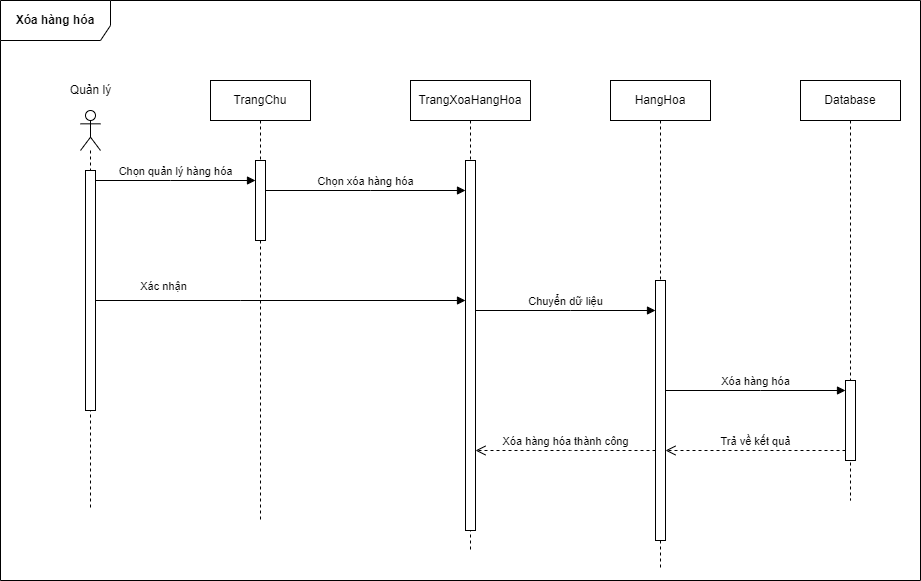 Xóa hàng hóa
Quản lý
TrangChu
TrangXoaHangHoa
HangHoa
Database
Chọn quản lý hàng hóa
Chọn xóa hàng hóa
Xác nhận
Chuyển dữ liệu
Xóa hàng hóa
Xóa hàng hóa thành công
Trả về kết quả